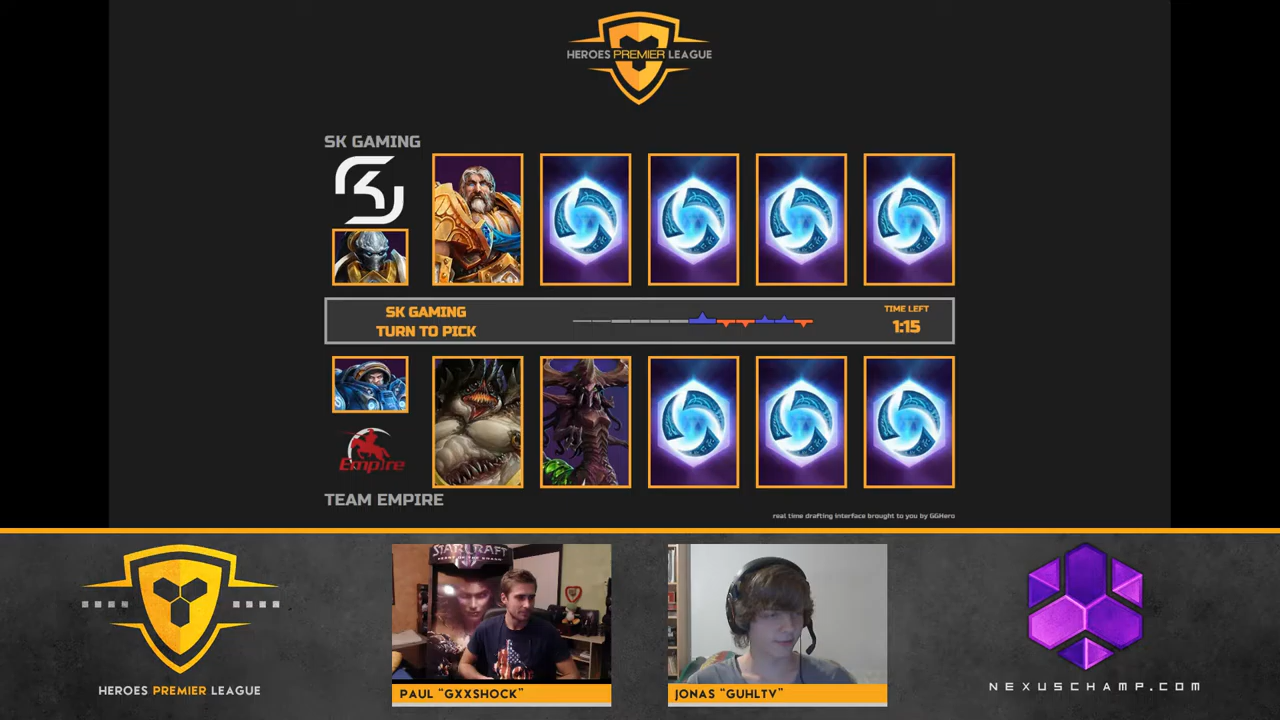 HEROES PREMIER LEAGUE
SK GAMING
SK GAMING
TURN TO PICK
TIME LEFT
1:15
Empire
TEAM EMPIRE
real time drafting interface brought to you by GGHero
STARCRAFT
HEROES PREMIER LEAGUE
PAUL "GXXSHOCK"
JONAS "GUHLTV"
NEXUSCHAMP.COM